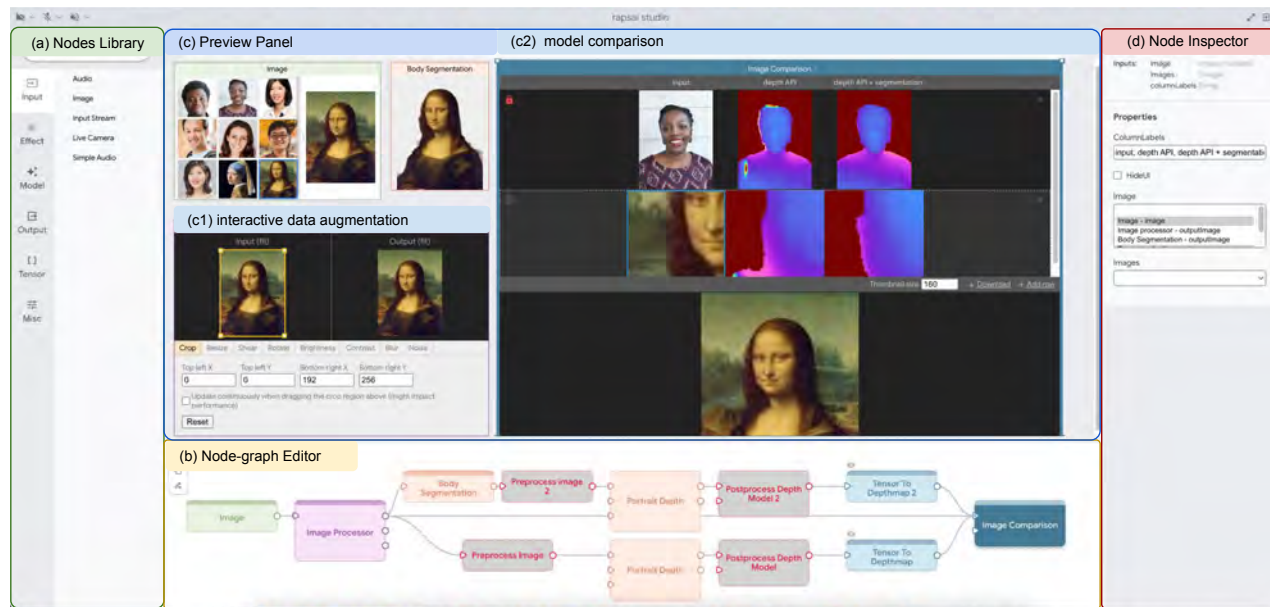 rapsai studio
(a) Nodes Library
Input
Effect
Model
Output
Tensor
Misc
Audio
Image
Input Stream
Live Camera
Simple Audio
(c) Preview Panel
Image
Body Segmentation
(c1) interactive data augmentation
Input (fit)
Output (fit)
Crop Resize Shear Rotate Brightness Contrast Blur Noise
Top left X Top left Y Bottom right X Bottom right Y
0 0 192 256
Update continuously when dragging the crop region above (might impact
performance)
Reset
(c2) model comparison
Image Comparison
input depth API depth API + segmentation
Thumbnail size 160 Download Add row
(d) Node Inspector
Inputs: Image
Images
columnLabels
Properties
ColumnLabels
input, depth API, depth API + segmentati
HideUI
Image
Image - image
Image processor - outputImage
Body Segmentation - outputImage
Images
(b) Node-graph Editor
Image
Image Processor
Body
Segmentation
Preprocess image
2
Portrait Depth
Postprocess Depth
Model 2
Tensor To
Depthmap 2
Image Comparison
Preprocess Image
Portrait Depth
Postprocess Depth
Model
Tensor To
Depthmap